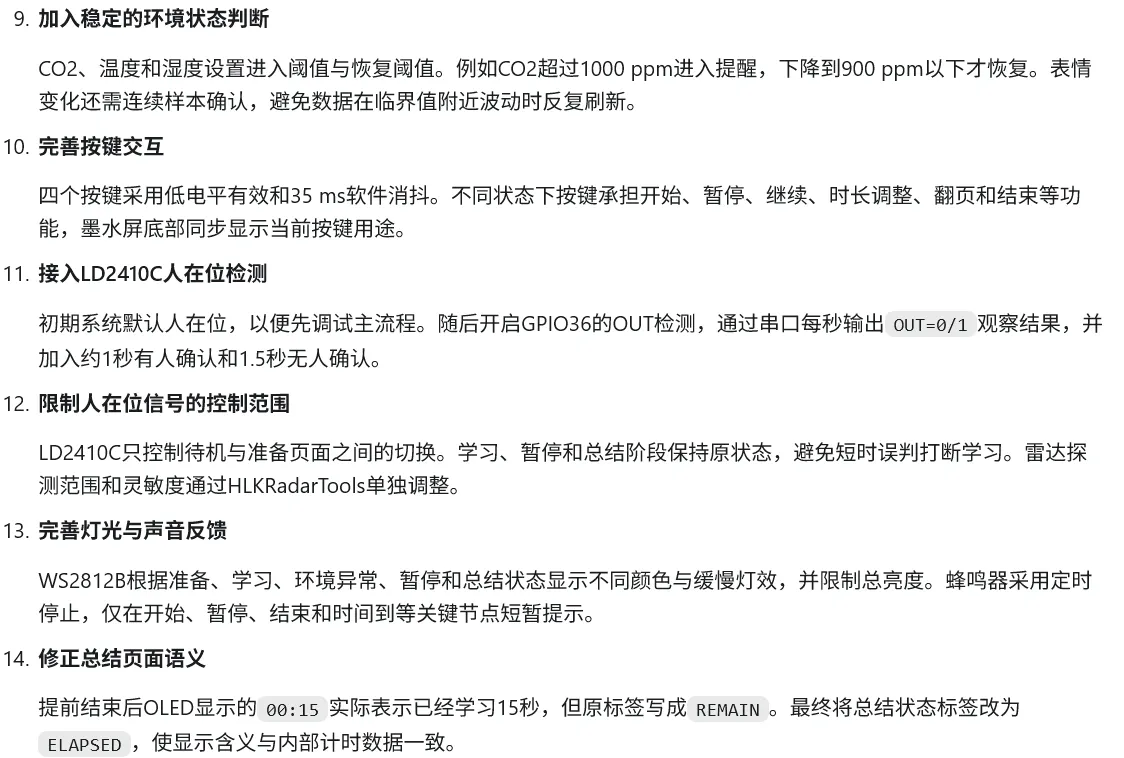 9. 加入稳定的环境状态判断
CO2、温度和湿度设置进入阈值与恢复阈值。例如CO2超过1000 ppm进入提醒，下降到900 ppm以下才恢复。表情
变化还需连续样本确认，避免数据在临界值附近波动时反复刷新。
10. 完善按键交互
四个按键采用低电平有效和35 ms软件消抖。不同状态下按键承担开始、暂停、继续、时长调整、翻页和结束等功
能，墨水屏底部同步显示当前按键用途。
11. 接入LD2410C人在位检测
初期系统默认人在位，以便先调试主流程。随后开启GPIO36的OUT检测，通过串口每秒输出 OUT=0/1 观察结果，并
加入约1秒有人确认和1.5秒无人确认。
12. 限制人在位信号的控制范围
LD2410C只控制待机与准备页面之间的切换。学习、暂停和总结阶段保持原状态，避免短时误判打断学习。雷达探
测范围和灵敏度通过HLKRadarTools单独调整。
13. 完善灯光与声音反馈
WS2812B根据准备、学习、环境异常、暂停和总结状态显示不同颜色与缓慢灯效，并限制总亮度。蜂鸣器采用定时
停止，仅在开始、暂停、结束和时间到等关键节点短暂提示。
14. 修正总结页面语义
提前结束后OLED显示的 00:15 实际表示已经学习15秒，但原标签写成 REMAIN 。最终将总结状态标签改为
ELAPSED ，使显示含义与内部计时数据一致。